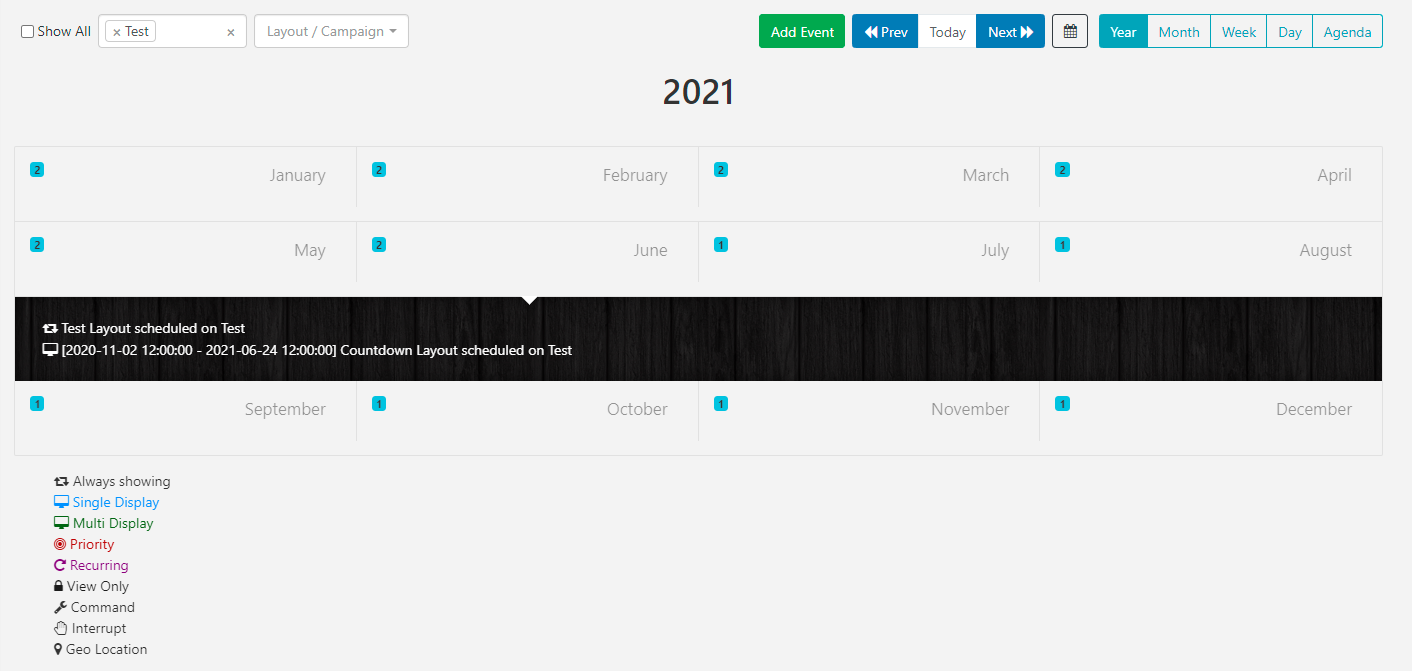 Show All × Test × Layout / Campaign Add Event Prev Today Next Year Month Week Day Agenda
2021
2 January 2 February 2 March 2 April
2 May 2 June 1 July 1 August
Test Layout scheduled on Test
[2020-11-02 12:00:00 - 2021-06-24 12:00:00] Countdown Layout scheduled on Test
1 September 1 October 1 November 1 December
Always showing
Single Display
Multi Display
Priority
Recurring
View Only
Command
Interrupt
Geo Location